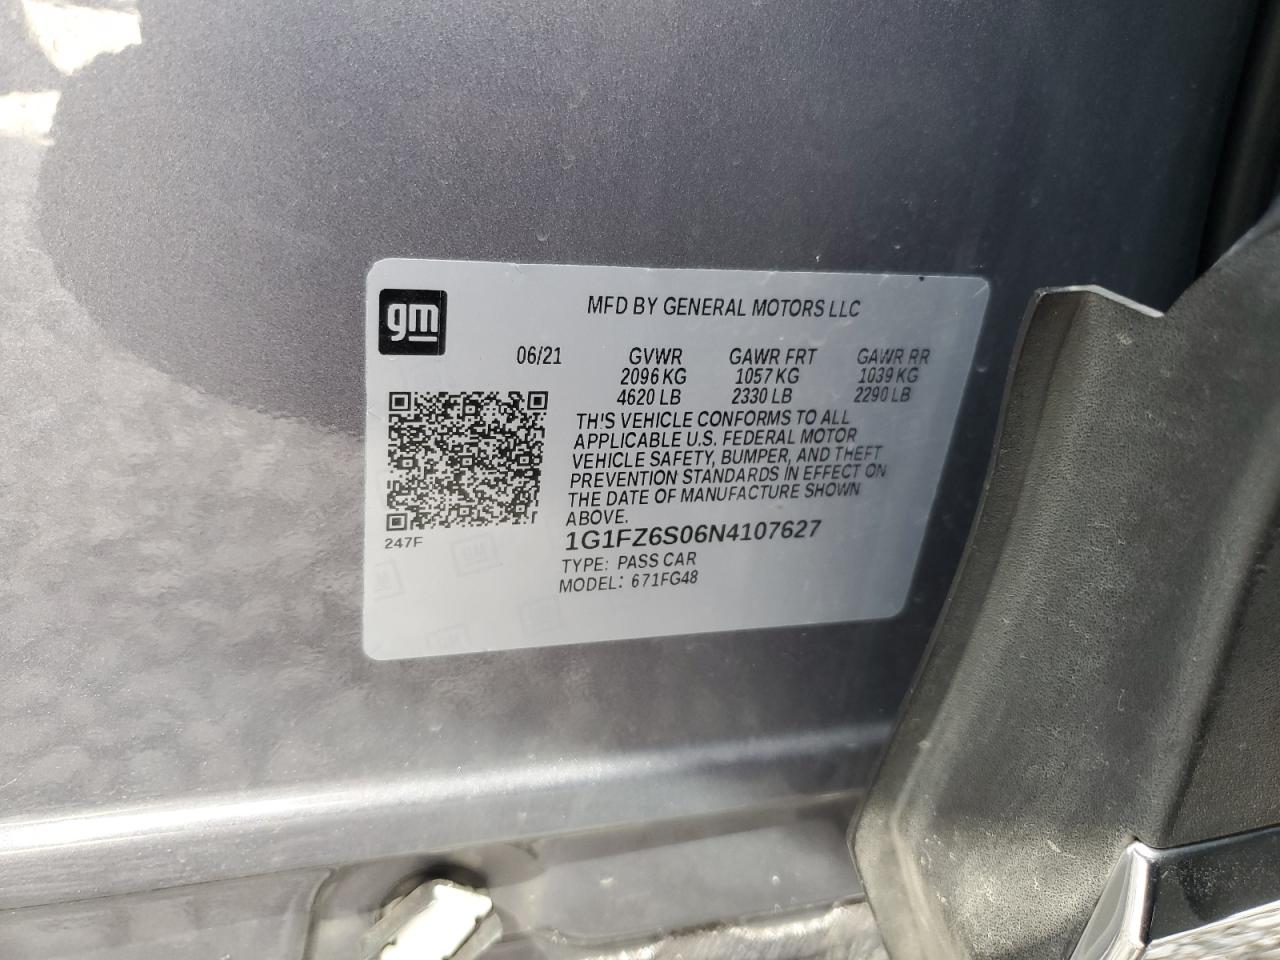 gm
MFD BY GENERAL MOTORS LLC
06/21 GVWR GAWR FRT GAWR RR
2096 KG 1057 KG 1039 KG
4620 LB 2330 LB 2290 LB
TH'S VEHICLE CONFORMS TO ALL
APPLICABLE U.S. FEDERAL MOTOR
VEHICLE SAFETY, BUMPER, AND THEFT
PREVENTION STANDARDS IN EFFECT ON
THE DATE OF MANUFACTURE SHOWN
ABOVE.
247F
1G1FZ6S06N4107627
TYPE: PASS CAR
MODEL: 671FG48